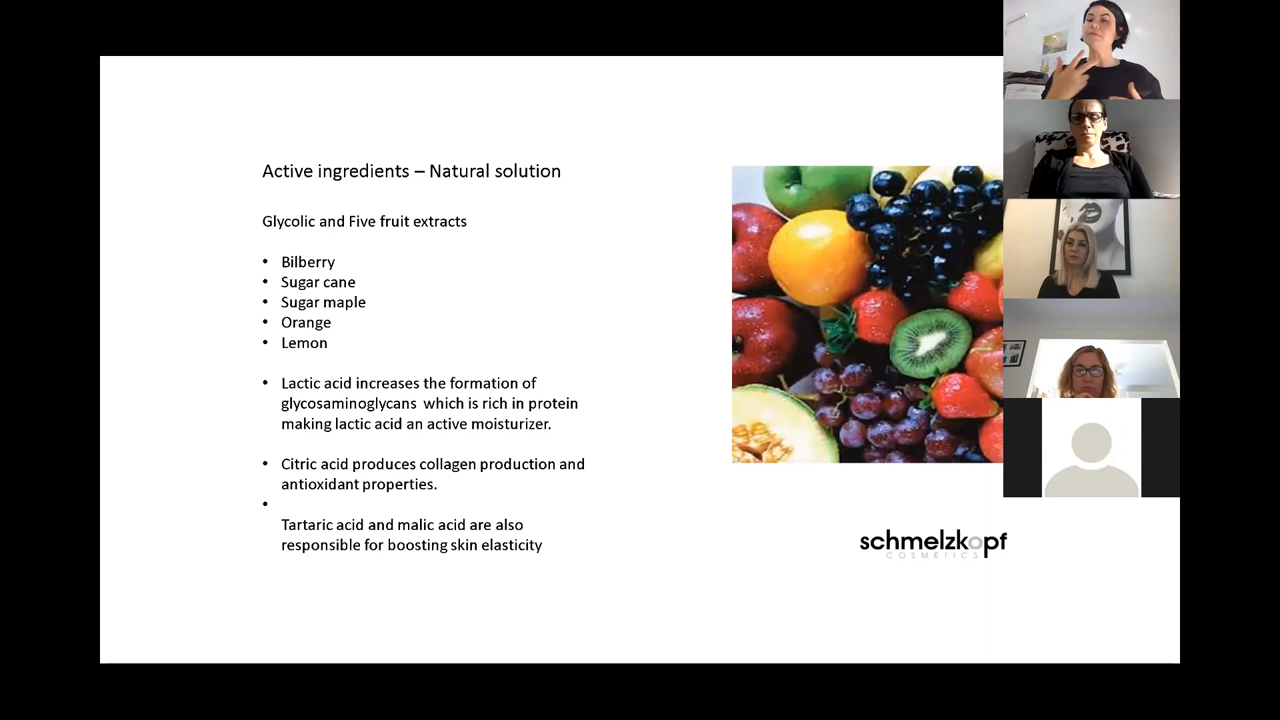 Active ingredients – Natural solution
Glycolic and Five fruit extracts
• Bilberry
• Sugar cane
• Sugar maple
• Orange
• Lemon
• Lactic acid increases the formation of
glycosaminoglycans which is rich in protein
making lactic acid an active moisturizer.
• Citric acid produces collagen production and
antioxidant properties.
•
Tartaric acid and malic acid are also
responsible for boosting skin elasticity
schmelzkopf
COSMETICS